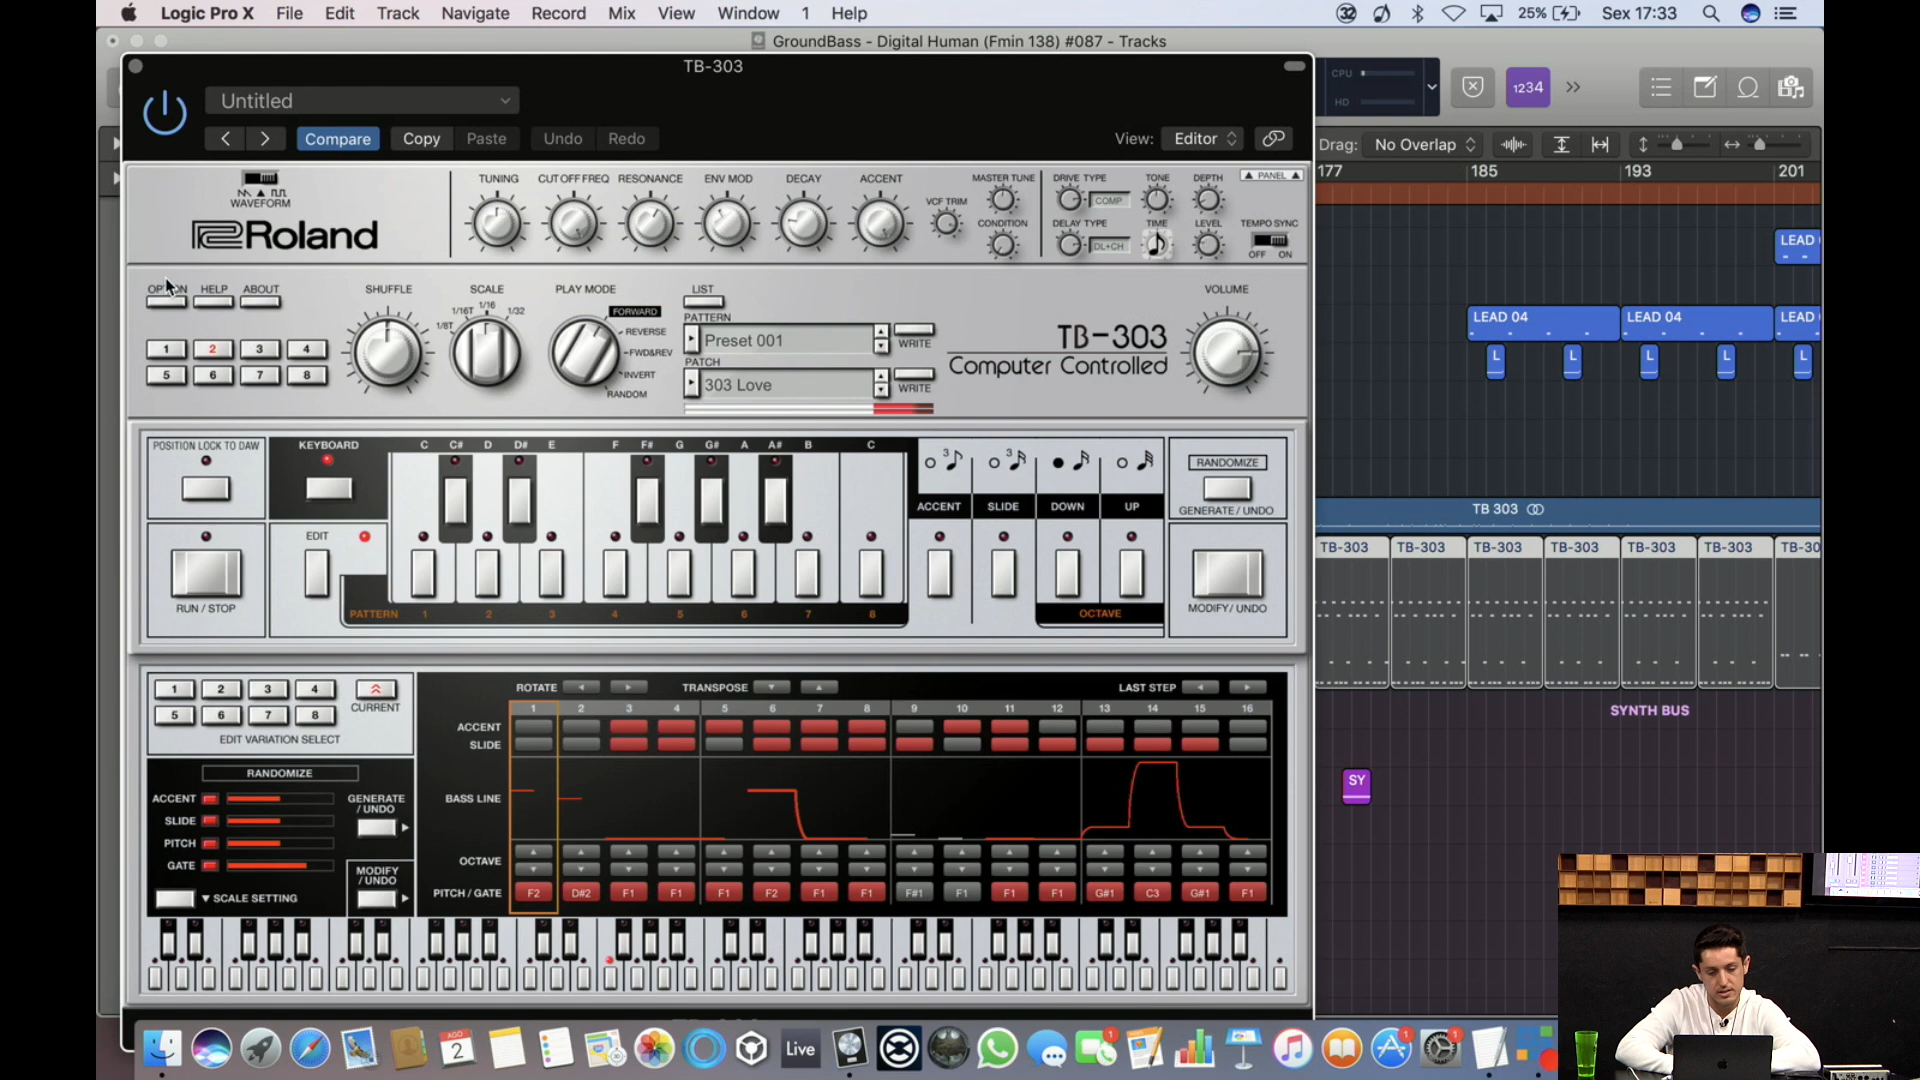 Logic Pro X File Edit Track Navigate Record Mix View Window 1 Help
32 25% Sex 17:33
GroundBass - Digital Human (Fmin 138) #087 - Tracks
TB-303
Untitled
Compare Copy Paste Undo Redo View: Editor
CPU
HD
1234
Drag: No Overlap
177 185 193 201
WAVEFORM
Roland
TUNING CUT OFF FREQ RESONANCE ENV MOD DECAY ACCENT
VCF TRIM
MASTER TUNE
CONDITION
DRIVE TYPE COMP TONE DEPTH
DELAY TYPE DL+CH TIME LEVEL
PANEL
TEMPO SYNC
OFF ON
HELP ABOUT
1 2 3 4
5 6 7 8
SHUFFLE
SCALE
1/8T 1/16T 1/16 1/32
PLAY MODE
FORWARD
REVERSE
FWD&REV
INVERT
RANDOM
LIST
PATTERN
Preset 001
WRITE
PATCH
303 Love
WRITE
TB-303
Computer Controlled
VOLUME
LEAD
LEAD 04 LEAD 04 LEAD
L L L L L
POSITION LOCK TO DAW
KEYBOARD
C C# D D# E F F# G G# A A# B C
3 3
ACCENT SLIDE DOWN UP
RANDOMIZE
GENERATE / UNDO
EDIT
RUN / STOP
PATTERN 1 2 3 4 5 6 7 8
OCTAVE
MODIFY / UNDO
TB 303
TB-303 TB-303 TB-303 TB-303 TB-303 TB-303 TB-30
SYNTH BUS
SY
1 2 3 4
5 6 7 8
CURRENT
EDIT VARIATION SELECT
ROTATE TRANSPOSE LAST STEP
1 2 3 4 5 6 7 8 9 10 11 12 13 14 15 16
ACCENT
SLIDE
BASS LINE
OCTAVE
PITCH / GATE F2 D#2 F1 F1 F1 F2 F1 F1 F#1 F1 F1 F1 G#1 C3 G#1 F1
RANDOMIZE
ACCENT
SLIDE
PITCH
GATE
GENERATE
/ UNDO
MODIFY
/ UNDO
SCALE SETTING
AGO
2
Live
1
1
1